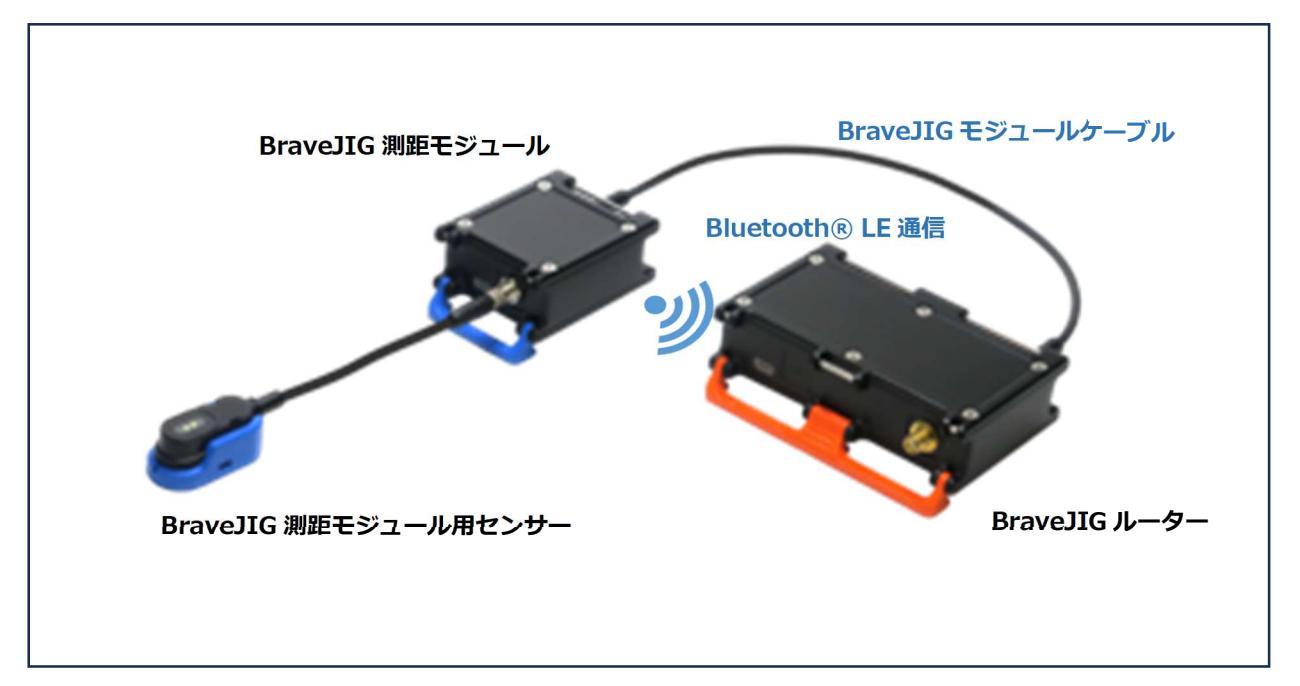 BraveJIG モジュールケーブル
BraveJIG 測距モジュール
Bluetooth® LE 通信
BraveJIG 測距モジュール用センサー
BraveJIG ルーター